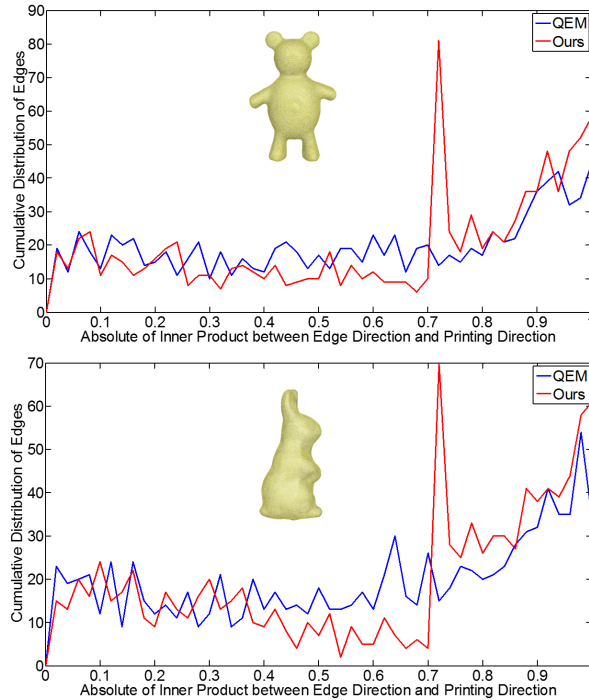 90
80
70
60
50
40
30
20
10
0
Cumulative Distribution of Edges
QEM
Ours
0 0.1 0.2 0.3 0.4 0.5 0.6 0.7 0.8 0.9
Absolute of Inner Product between Edge Direction and Printing Direction
70
60
50
40
30
20
10
0
Cumulative Distribution of Edges
QEM
Ours
0 0.1 0.2 0.3 0.4 0.5 0.6 0.7 0.8 0.9
Absolute of Inner Product between Edge Direction and Printing Direction